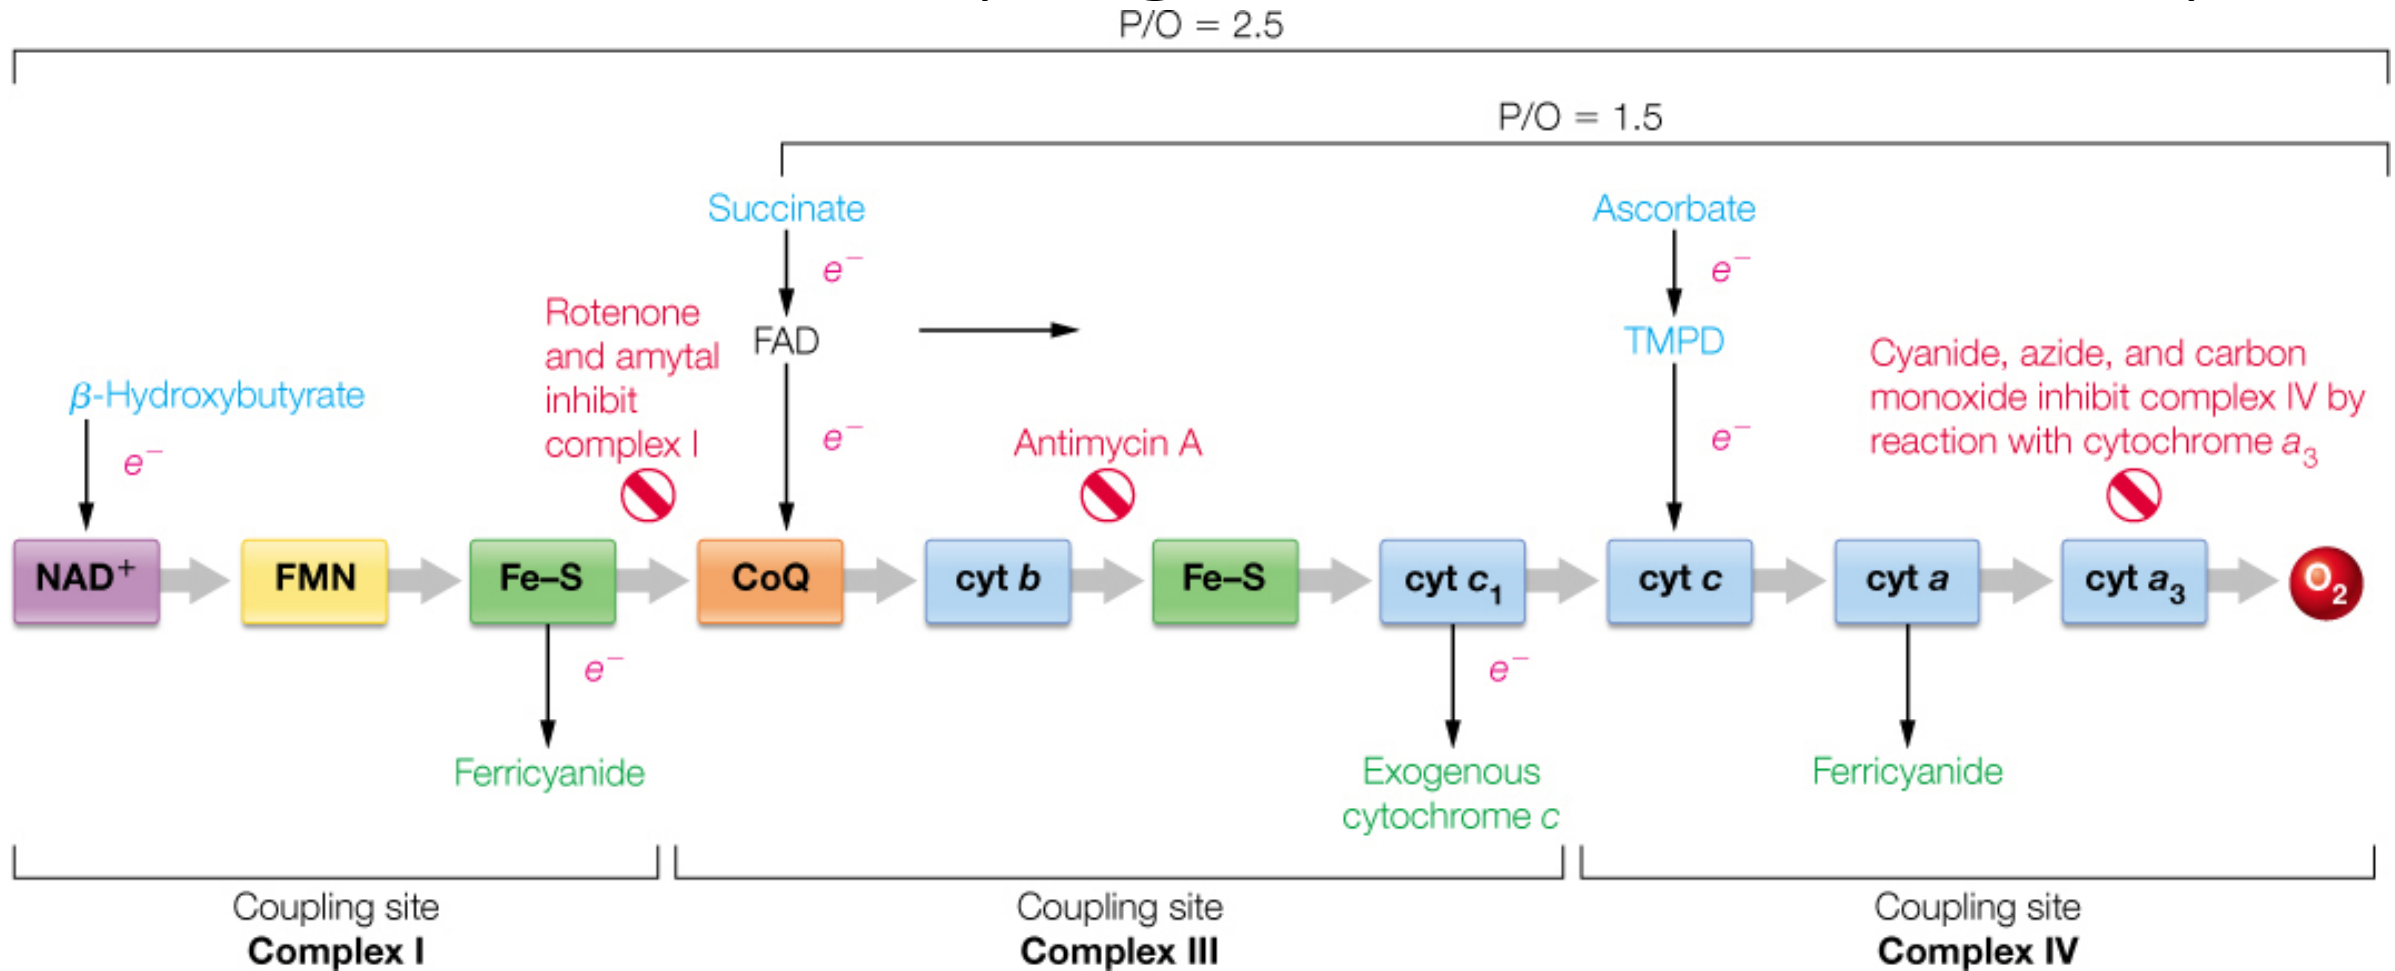 P/O = 2.5
P/O = 1.5
Succinate
Ascorbate
e⁻
e⁻
Rotenone
and amytal
inhibit
complex I
FAD
TMPD
Cyanide, azide, and carbon
monoxide inhibit complex IV by
reaction with cytochrome a₃
β-Hydroxybutyrate
e⁻
e⁻
Antimycin A
e⁻
NAD⁺
FMN
Fe–S
CoQ
cyt b
Fe–S
cyt c₁
cyt c
cyt a
cyt a₃
O₂
e⁻
e⁻
Ferricyanide
Exogenous
cytochrome c
Ferricyanide
Coupling site
Complex I
Coupling site
Complex III
Coupling site
Complex IV